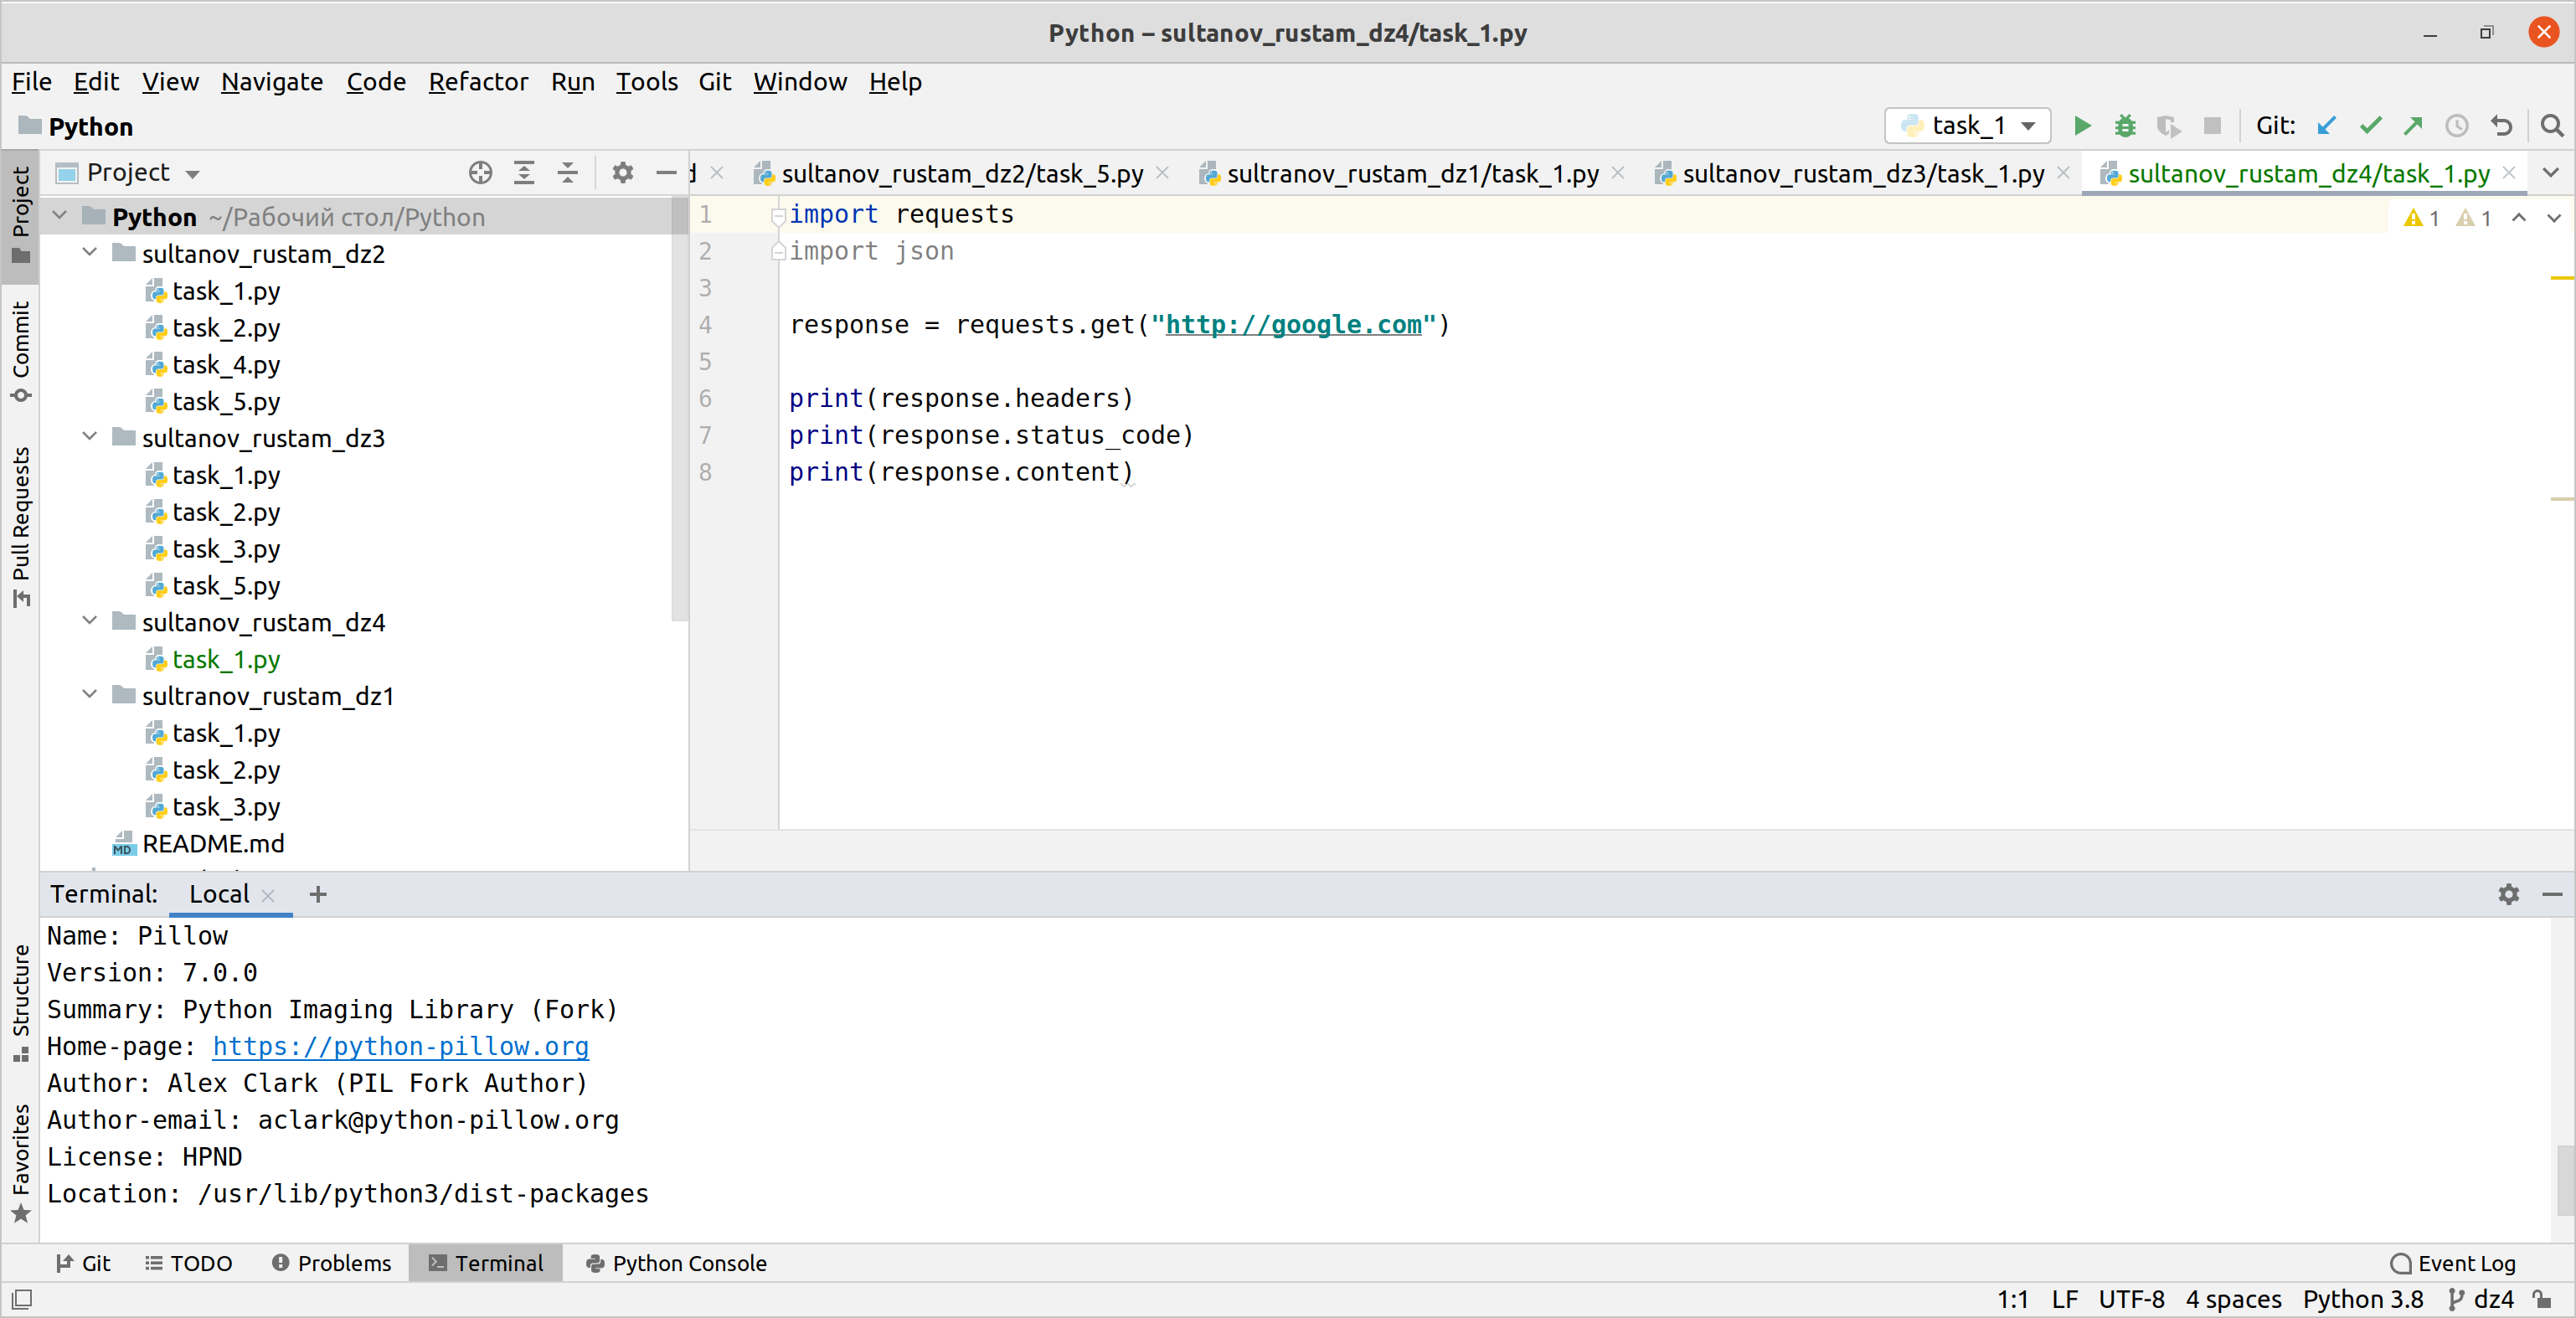 Python – sultanov_rustam_dz4/task_1.py
File Edit View Navigate Code Refactor Run Tools Git Window Help
Python
task_1
Git:
Project
sultanov_rustam_dz2/task_5.py
sultranov_rustam_dz1/task_1.py
sultanov_rustam_dz3/task_1.py
sultanov_rustam_dz4/task_1.py
Project
Commit
Pull Requests
Structure
Favorites
Python ~/Рабочий стол/Python
sultanov_rustam_dz2
task_1.py
task_2.py
task_4.py
task_5.py
sultanov_rustam_dz3
task_1.py
task_2.py
task_3.py
task_5.py
sultanov_rustam_dz4
task_1.py
sultranov_rustam_dz1
task_1.py
task_2.py
task_3.py
MD README.md
1 import requests
2 import json
3
4 response = requests.get("http://google.com")
5
6 print(response.headers)
7 print(response.status_code)
8 print(response.content)
1 1
Terminal: Local
Name: Pillow
Version: 7.0.0
Summary: Python Imaging Library (Fork)
Home-page: https://python-pillow.org
Author: Alex Clark (PIL Fork Author)
Author-email: aclark@python-pillow.org
License: HPND
Location: /usr/lib/python3/dist-packages
Git TODO Problems Terminal Python Console Event Log
1:1 LF UTF-8 4 spaces Python 3.8 dz4